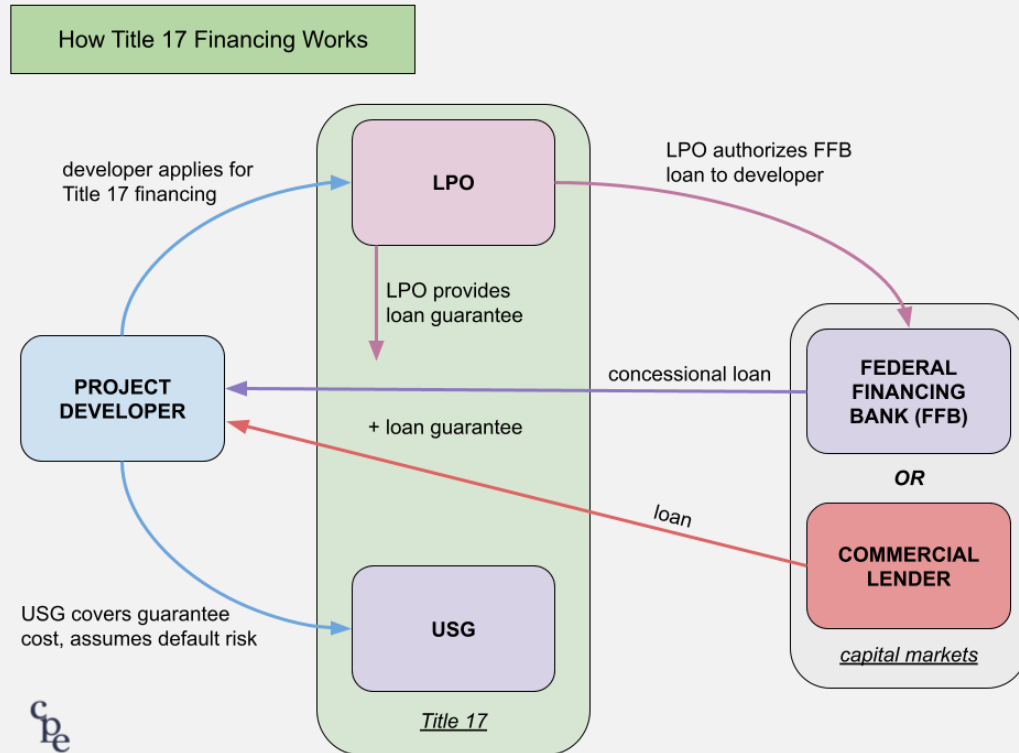 How Title 17 Financing Works
developer applies for
Title 17 financing
LPO
LPO authorizes FFB
loan to developer
LPO provides
loan guarantee
PROJECT
DEVELOPER
concessional loan
FEDERAL
FINANCING
BANK (FFB)
+ loan guarantee
OR
loan
COMMERCIAL
LENDER
USG covers guarantee
cost, assumes default risk
USG
capital markets
Title 17
cpe